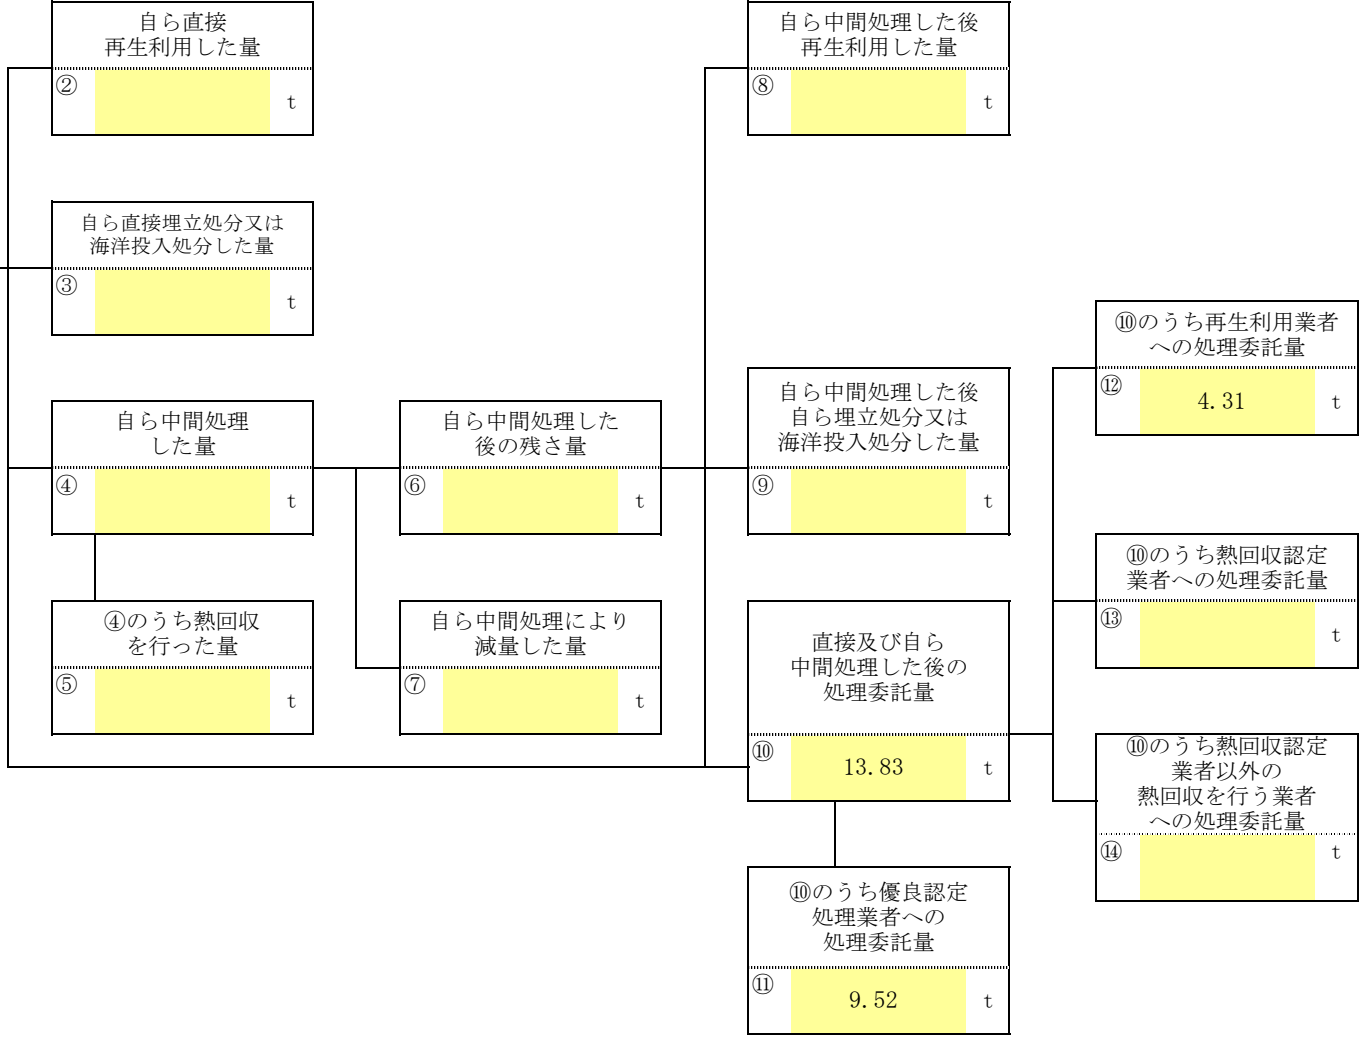 自ら直接
再生利用した量
②
t
自ら中間処理した後
再生利用した量
⑧
t
自ら直接埋立処分又は
海洋投入処分した量
③
t
⑩のうち再生利用業者
への処理委託量
⑫
4.31
t
自ら中間処理
した量
④
t
自ら中間処理した
後の残さ量
⑥
t
自ら中間処理した後
自ら埋立処分又は
海洋投入処分した量
⑨
t
⑩のうち熱回収認定
業者への処理委託量
⑬
t
④のうち熱回収
を行った量
⑤
t
自ら中間処理により
減量した量
⑦
t
直接及び自ら
中間処理した後の
処理委託量
⑩
13.83
t
⑩のうち熱回収認定
業者以外の
熱回収を行う業者
への処理委託量
⑭
t
⑩のうち優良認定
処理業者への
処理委託量
⑪
9.52
t